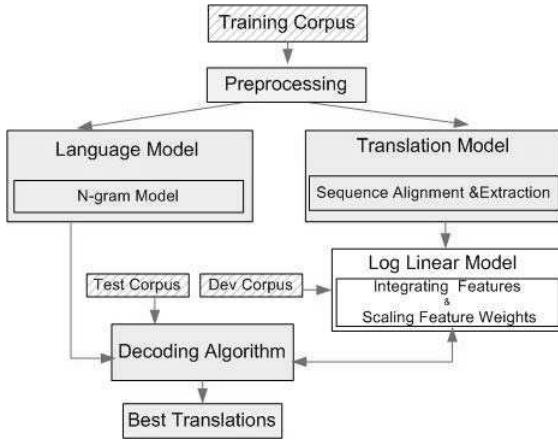 Training Corpus
Preprocessing
Language Model
N-gram Model
Translation Model
Sequence Alignment &Extraction
Log Linear Model
Integrating Features
&
Scaling Feature Weights
Test Corpus
Dev Corpus
Decoding Algorithm
Best Translations